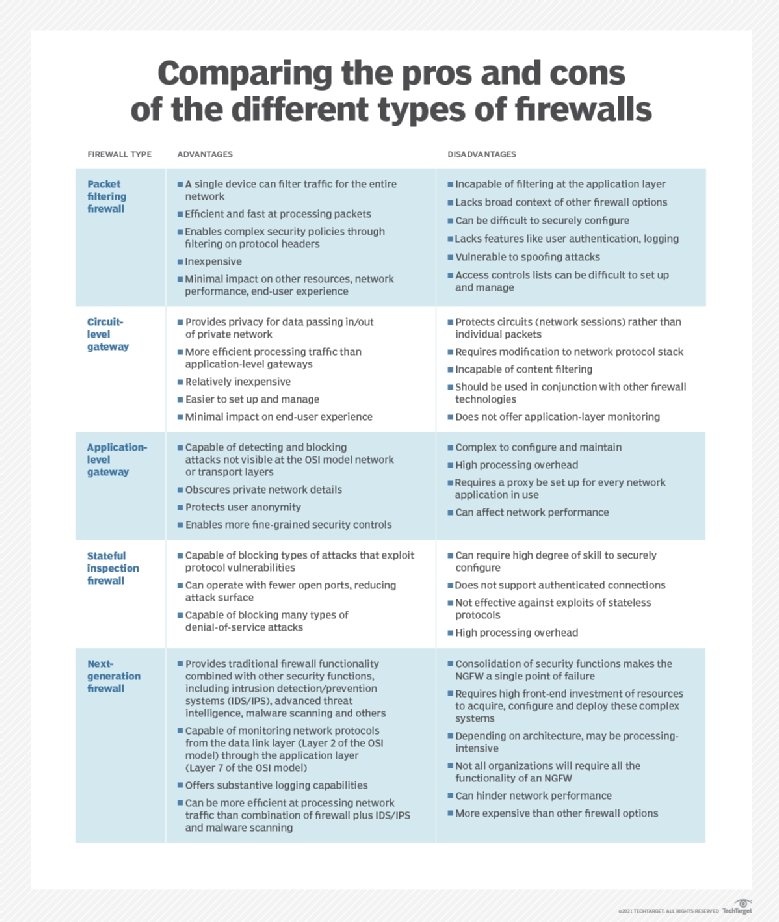 Comparing the pros and cons
of the different types of firewalls
FIREWALL TYPE
ADVANTAGES
DISADVANTAGES
Packet
filtering
firewall
■ A single device can filter traffic for the entire
network
■ Efficient and fast at processing packets
■ Enables complex security policies through
filtering on protocol headers
■ Inexpensive
■ Minimal impact on other resources, network
performance, end-user experience
■ Incapable of filtering at the application layer
■ Lacks broad context of other firewall options
■ Can be difficult to securely configure
■ Lacks features like user authentication, logging
■ Vulnerable to spoofing attacks
■ Access controls lists can be difficult to set up
and manage
Circuit-
level
gateway
■ Provides privacy for data passing in/out
of private network
■ More efficient processing traffic than
application-level gateways
■ Relatively inexpensive
■ Easier to set up and manage
■ Minimal impact on end-user experience
■ Protects circuits (network sessions) rather than
individual packets
■ Requires modification to network protocol stack
■ Incapable of content filtering
■ Should be used in conjunction with other firewall
technologies
■ Does not offer application-layer monitoring
Application-
level
gateway
■ Capable of detecting and blocking
attacks not visible at the OSI model network
or transport layers
■ Obscures private network details
■ Protects user anonymity
■ Enables more fine-grained security controls
■ Complex to configure and maintain
■ High processing overhead
■ Requires a proxy be set up for every network
application in use
■ Can affect network performance
Stateful
inspection
firewall
■ Capable of blocking types of attacks that exploit
protocol vulnerabilities
■ Can operate with fewer open ports, reducing
attack surface
■ Capable of blocking many types of
denial-of-service attacks
■ Can require high degree of skill to securely
configure
■ Does not support authenticated connections
■ Not effective against exploits of stateless
protocols
■ High processing overhead
Next-
generation
firewall
■ Provides traditional firewall functionality
combined with other security functions,
including intrusion detection/prevention
systems (IDS/IPS), advanced threat
intelligence, malware scanning and others
■ Capable of monitoring network protocols
from the data link layer (Layer 2 of the OSI
model) through the application layer
(Layer 7 of the OSI model)
■ Offers substantive logging capabilities
■ Can be more efficient at processing network
traffic than combination of firewall plus IDS/IPS
and malware scanning
■ Consolidation of security functions makes the
NGFW a single point of failure
■ Requires high front-end investment of resources
to acquire, configure and deploy these complex
systems
■ Depending on architecture, may be processing-
intensive
■ Not all organizations will require all the
functionality of an NGFW
■ Can hinder network performance
■ More expensive than other firewall options
©2021, TECHTARGET. ALL RIGHTS RESERVED TechTarget